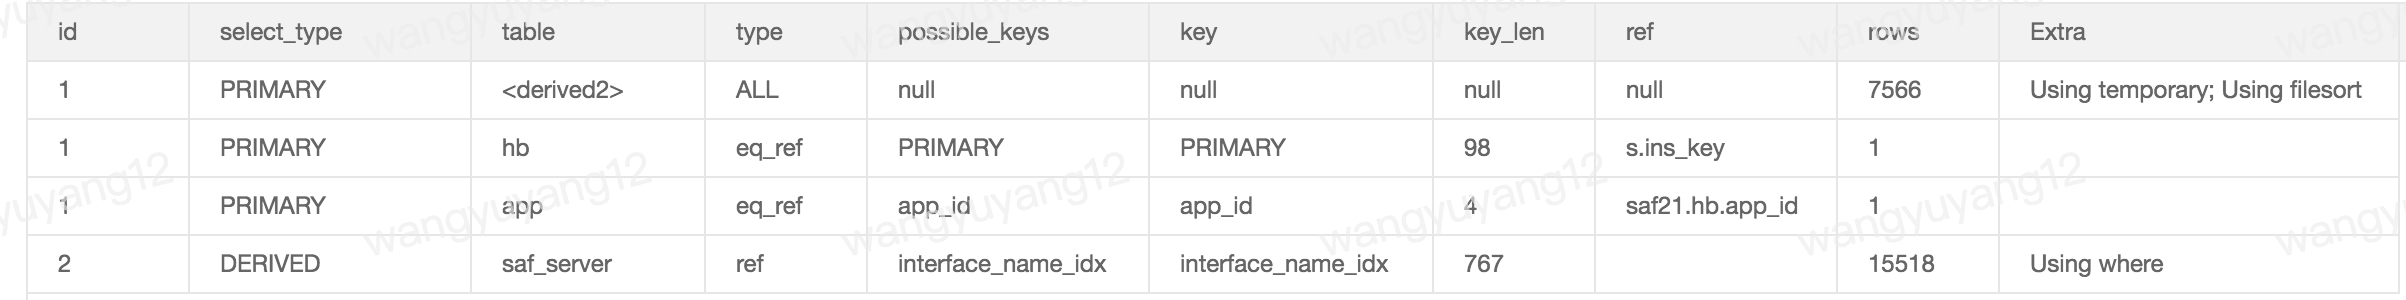 id select_type table type possible_keys key key_len ref rows Extra
1 PRIMARY <derived2> ALL null null null null 7566 Using temporary; Using filesort
1 PRIMARY hb eq_ref PRIMARY PRIMARY 98 s.ins_key 1
1 PRIMARY app eq_ref app_id app_id 4 saf21.hb.app_id 1
2 DERIVED saf_server ref interface_name_idx interface_name_idx 767 15518 Using where
wangyuyang12
wangyuyang12
wangyuyang12
wangyuyang12